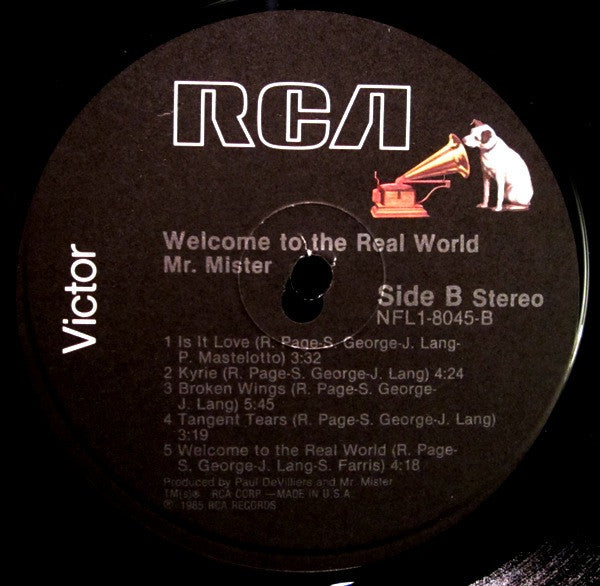 RCA
Victor
Welcome to the Real World
Mr. Mister
Side B Stereo
NFL1-8045-B
1 Is It Love (R. Page-S. George-J. Lang-
P. Mastelotto) 3:32
2 Kyrie (R. Page-S. George-J. Lang) 4:24
3 Broken Wings (R. Page-S. George-
J. Lang) 5:45
4 Tangent Tears (R. Page-S. George-J. Lang)
3:19
5 Welcome to the Real World (R. Page-
S. George-J. Lang-S. Farris) 4:18
Produced by Paul DeVilliers and Mr. Mister
TM(s)® RCA CORP.—MADE IN U.S.A.
℗ 1985 RCA RECORDS